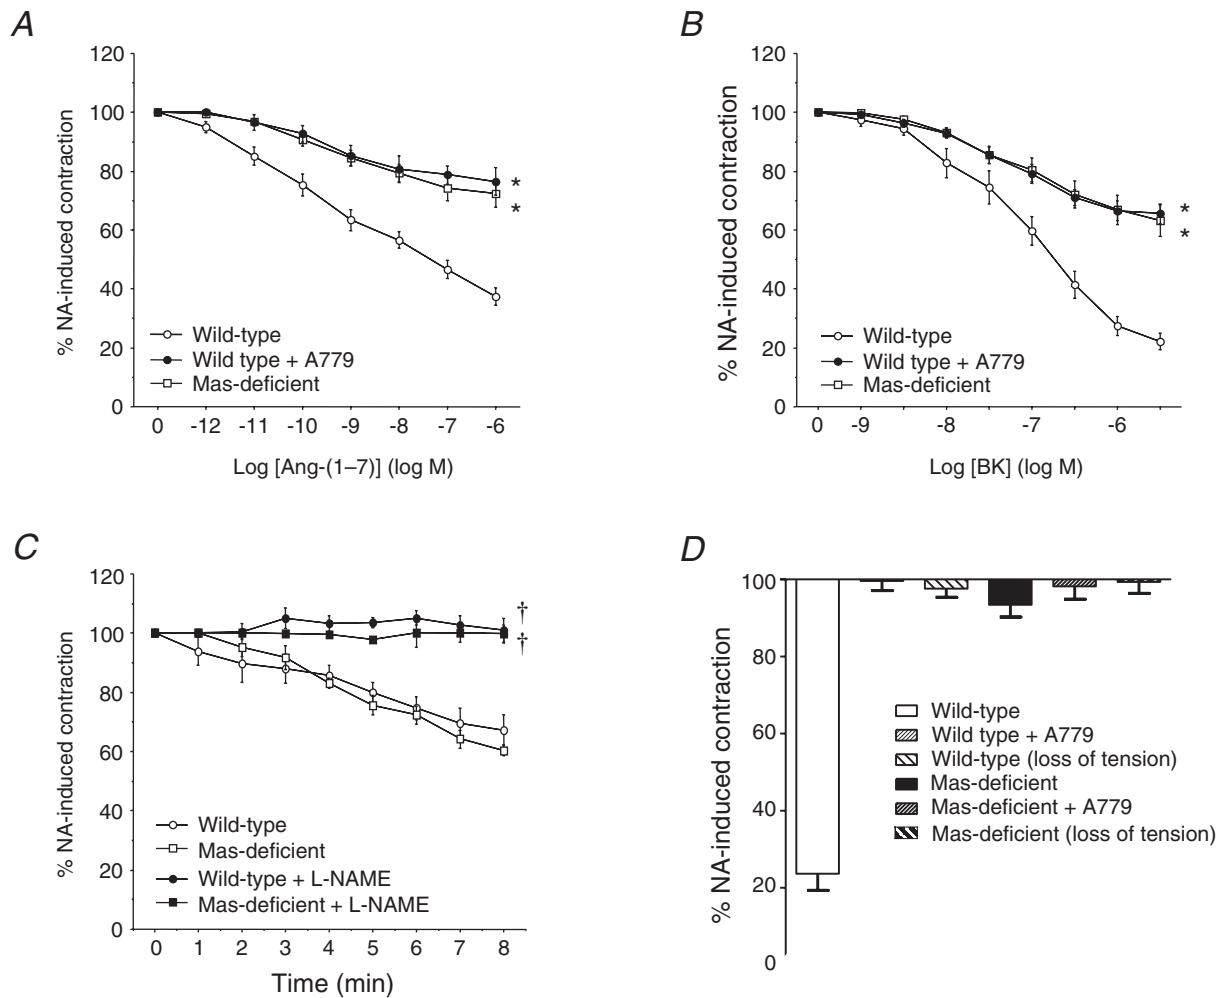 A
120
100
80
60
40
20
0
% NA-induced contraction
Wild-type
Wild type + A779
Mas-deficient
*
*
0 -12 -11 -10 -9 -8 -7 -6
Log [Ang-(1–7)] (log M)
B
120
100
80
60
40
20
0
% NA-induced contraction
Wild-type
Wild type + A779
Mas-deficient
*
*
0 -9 -8 -7 -6
Log [BK] (log M)
C
120
100
80
60
40
20
0
% NA-induced contraction
†
†
Wild-type
Mas-deficient
Wild-type + L-NAME
Mas-deficient + L-NAME
0 1 2 3 4 5 6 7 8
Time (min)
D
100
80
60
40
20
0
% NA-induced contraction
Wild-type
Wild type + A779
Wild-type (loss of tension)
Mas-deficient
Mas-deficient + A779
Mas-deficient (loss of tension)